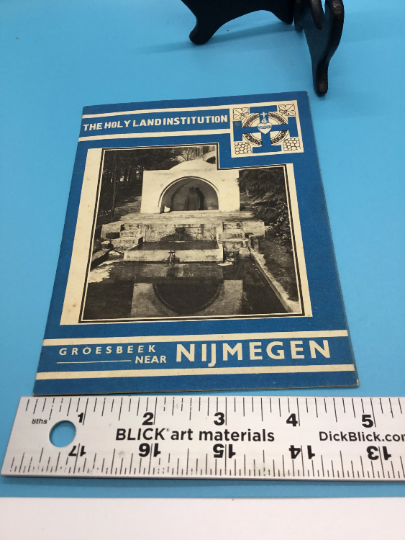 THE HOLY LAND INSTITUTION
GROESBEEK
NEAR NIJMEGEN
8ths 1 2 3 4 5
BLICK art materials DickBlick.com
17 16 15 14 13